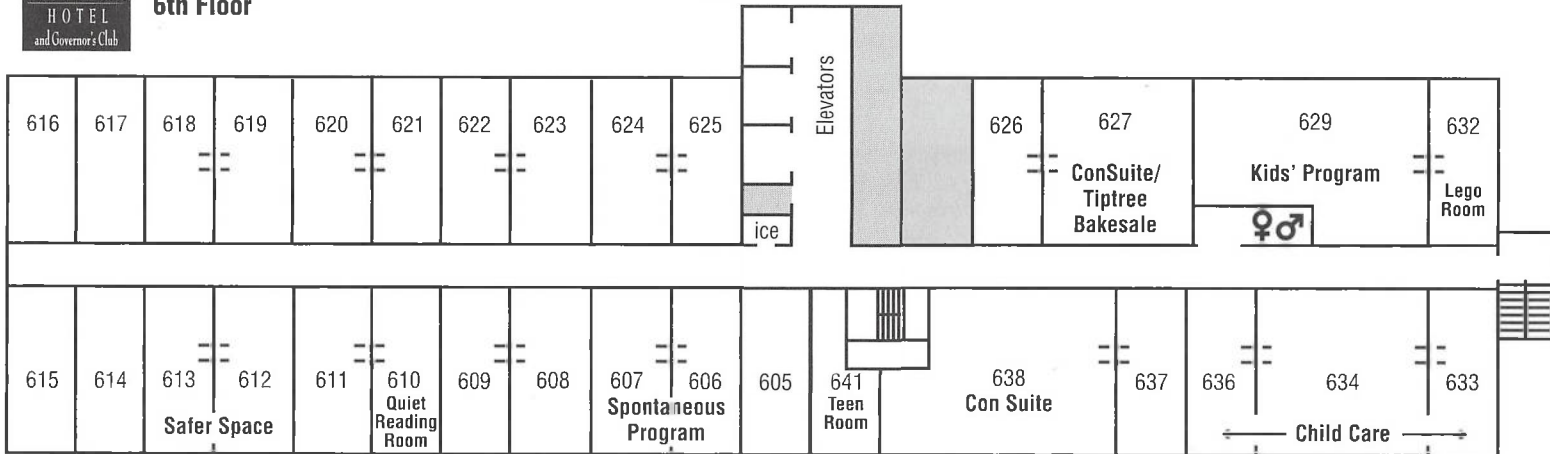 HOTEL
and Governor's Club
6th Floor
Elevators
616 617 618 619 620 621 622 623 624 625 626 627 629 632
ConSuite/
Tiptree
Bakesale
Kids' Program
Lego
Room
ice
♀♂
615 614 613 612 611 610 609 608 607 606 605 641 638 637 636 634 633
Safer Space
Quiet
Reading
Room
Spontaneous
Program
Teen
Room
Con Suite
Child Care